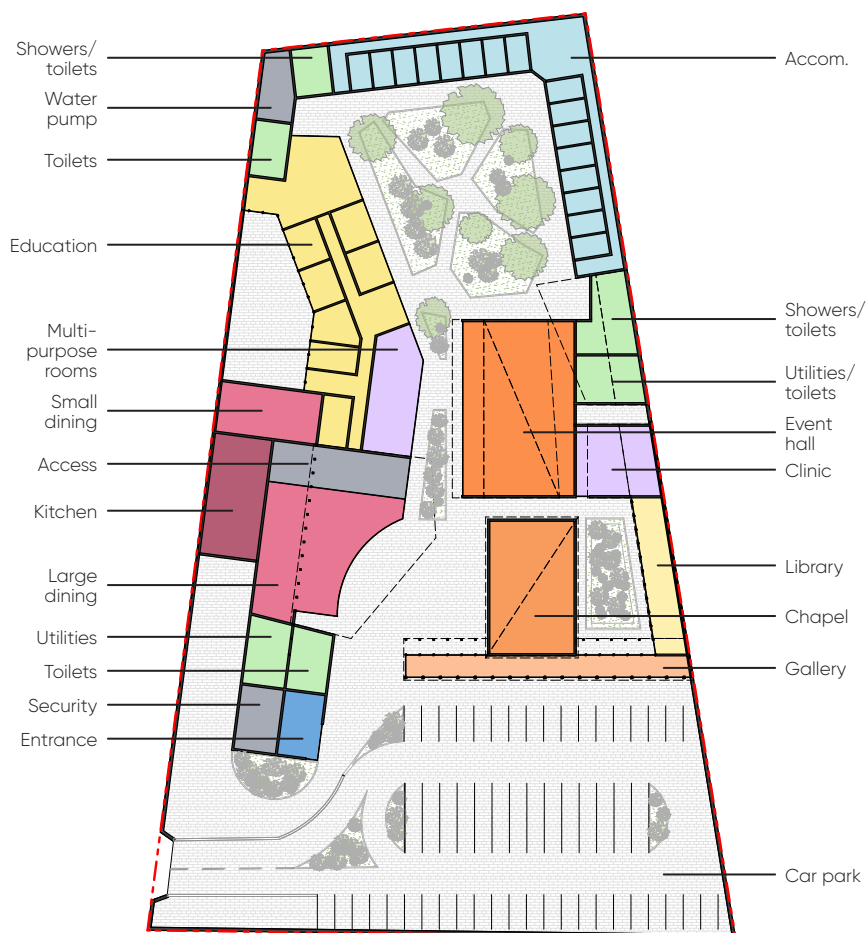 Showers/
toilets
Water
pump
Toilets
Education
Multi-
purpose
rooms
Small
dining
Access
Kitchen
Large
dining
Utilities
Toilets
Security
Entrance
Accom.
Showers/
toilets
Utilities/
toilets
Event
hall
Clinic
Library
Chapel
Gallery
Car park